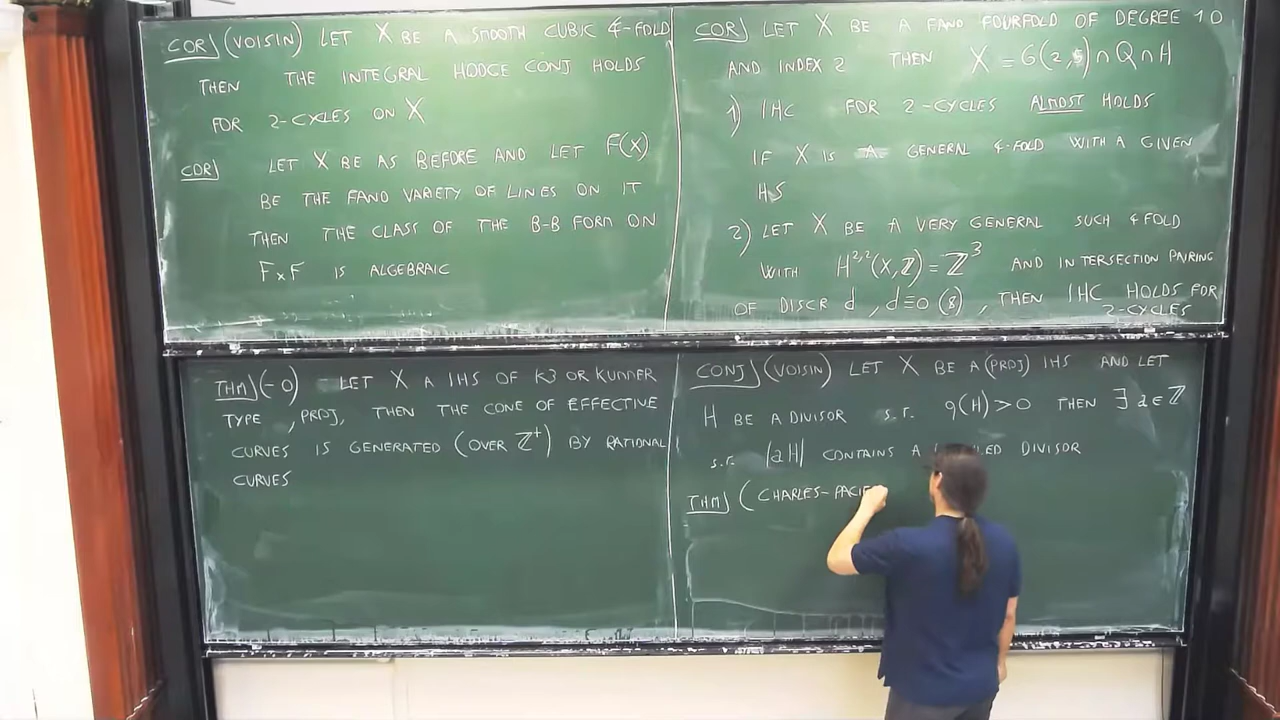 COR) (VOISIN) LET X BE A SMOOTH CUBIC 4-FOLD
THEN THE INTEGRAL HODGE CONJ HOLDS
FOR 2-CYCLES ON X
COR) LET X BE AS BEFORE AND LET F(X)
BE THE FANO VARIETY OF LINES ON IT
THEN THE CLASS OF THE B-B FORM ON
F×F IS ALGEBRAIC
COR) LET X BE A FANO FOURFOLD OF DEGREE 10
AND INDEX 2 THEN X = G(2,5)∩Q∩H
1) IHC FOR 2-CYCLES ALMOST HOLDS
IF X IS A GENERAL 4-FOLD WITH A GIVEN
HS
2) LET X BE A VERY GENERAL SUCH 4 FOLD
WITH H²'²(X,ℤ) = ℤ³ AND INTERSECTION PAIRING
OF DISCR d, d≡0 (8), THEN IHC HOLDS FOR
2-CYCLES
THM) (-0) LET X A IHS OF K3 OR KUMMER
TYPE, PROJ, THEN THE CONE OF EFFECTIVE
CURVES IS GENERATED (OVER ℤ⁺) BY RATIONAL
CURVES
CONJ) (VOISIN) LET X BE A (PROJ) IHS AND LET
H BE A DIVISOR s.t. q(H)>0 THEN ∃ a∈ℤ
s.t. |aH| CONTAINS A DIVISOR
THM) (CHARLES-PACIE